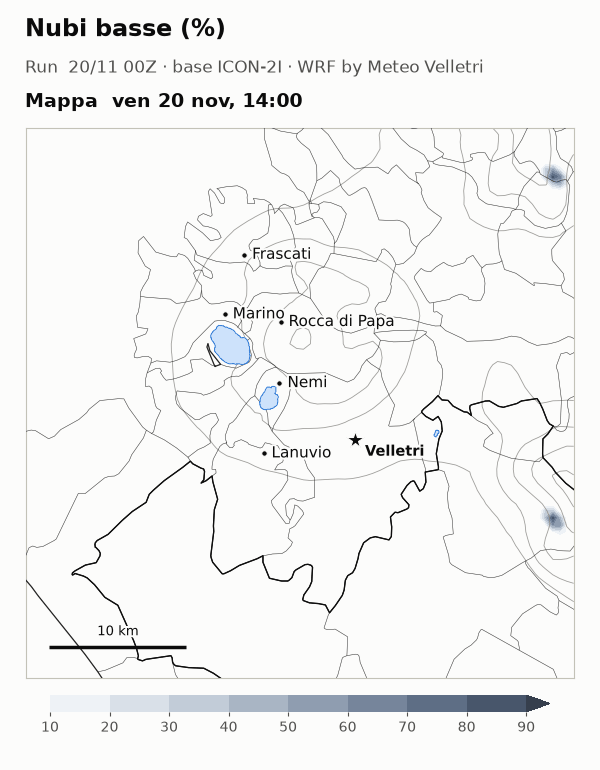 Nubi basse (%)
Run  20/11 00Z · base ICON-2I · WRF by Meteo Velletri
Mappa  ven 20 nov, 14:00
Frascati
Marino
Rocca di Papa
Nemi
Velletri
Lanuvio
10 km
10 20 30 40 50 60 70 80 90